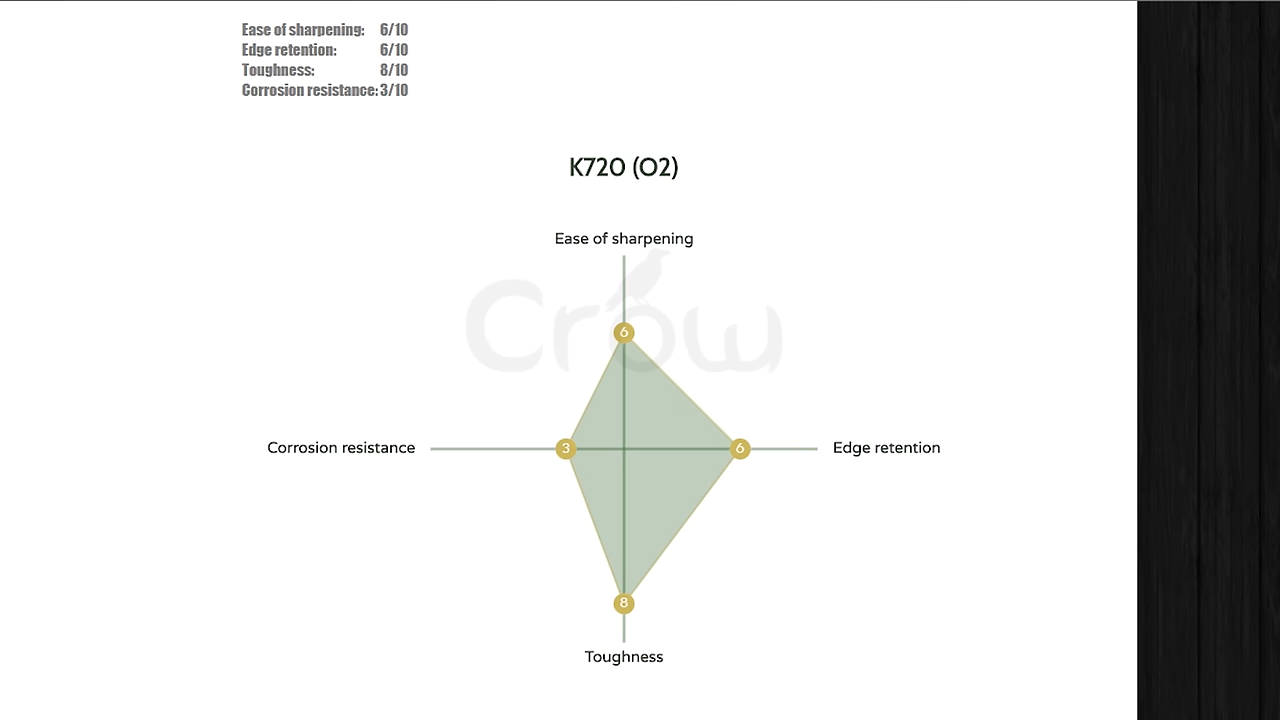 Ease of sharpening: 6/10
Edge retention: 6/10
Toughness: 8/10
Corrosion resistance: 3/10
K720 (O2)
Ease of sharpening
Crow
6
Corrosion resistance
3
6
Edge retention
8
Toughness